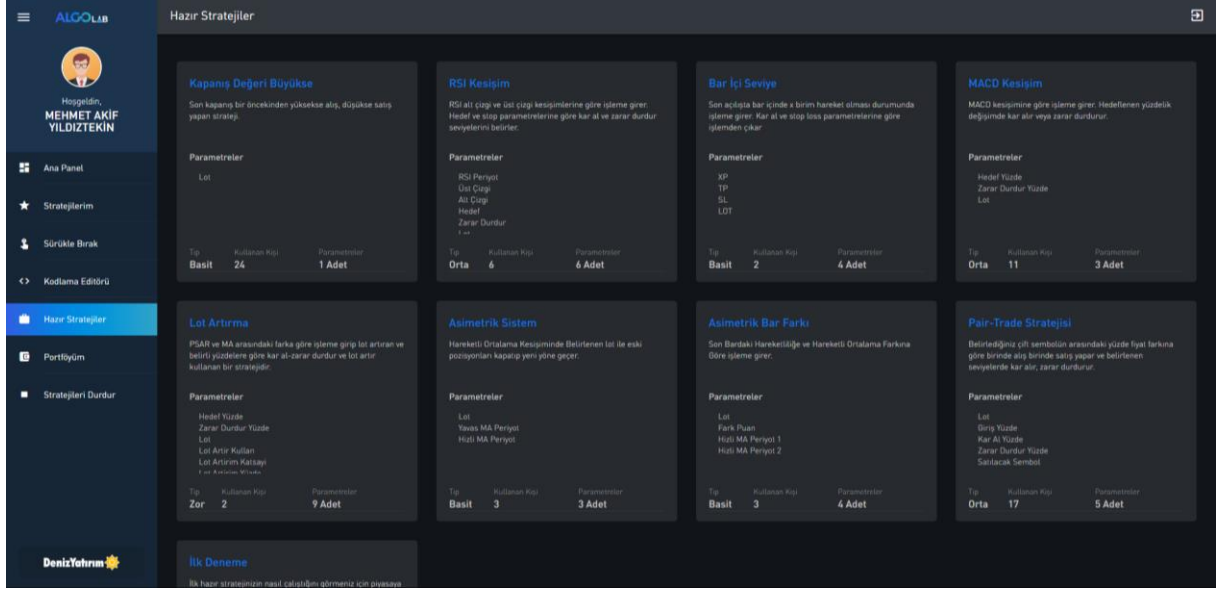 ALGOLAB
Hazır Stratejiler
Hoşgeldin,
MEHMET AKİF
YILDIZTEKİN
Ana Panel
Stratejilerim
Sürükle Bırak
Kodlama Editörü
Hazır Stratejiler
Portföyüm
Stratejileri Durdur
DenizYatırım
Kapanış Değeri Büyükse
Son kapanış bir öncekinden yüksekse alış, düşükse satış
yapan strateji.
Parametreler
Lot
Tip Kullanan Kişi Parametreler
Basit 24 1 Adet
RSI Kesişim
RSI alt çizgi ve üst çizgi kesişimlerine göre işleme girer.
Hedef ve stop parametrelerine göre kar al ve zarar durdur
seviyelerini belirler.
Parametreler
RSI Periyot
Üst Çizgi
Alt Çizgi
Hedef
Zarar Durdur
Tip Kullanan Kişi Parametreler
Orta 6 6 Adet
Bar İçi Seviye
Son açılışta bar içinde x birim hareket olması durumunda
işleme girer. Kar al ve stop loss parametrelerine göre
işlemden çıkar
Parametreler
XP
TP
SL
LOT
Tip Kullanan Kişi Parametreler
Basit 2 4 Adet
MACD Kesişim
MACD kesişimine göre işleme girer. Hedeflenen yüzdelik
değişimde kar alır veya zarar durdurur.
Parametreler
Hedef Yüzde
Zarar Durdur Yüzde
Lot
Tip Kullanan Kişi Parametreler
Orta 11 3 Adet
Lot Artırma
PSAR ve MA arasındaki farka göre işleme girip lot artıran ve
belirli yüzdelere göre kar al-zarar durdur ve lot artır
kullanan bir stratejidir.
Parametreler
Hedef Yüzde
Zarar Durdur Yüzde
Lot
Lot Artir Kullan
Lot Artirim Katsayi
Lot Artirim Yüzde
Tip Kullanan Kişi Parametreler
Zor 2 9 Adet
Asimetrik Sistem
Hareketli Ortalama Kesişiminde Belirlenen lot ile eski
pozisyonları kapatıp yeni yöne geçer.
Parametreler
Lot
Yavas MA Periyot
Hizli MA Periyot
Tip Kullanan Kişi Parametreler
Basit 3 3 Adet
Asimetrik Bar Farkı
Son Bardaki Hareketliliğe ve Hareketli Ortalama Farkına
Göre işleme girer.
Parametreler
Lot
Fark Puan
Hizli MA Periyot 1
Hizli MA Periyot 2
Tip Kullanan Kişi Parametreler
Basit 3 4 Adet
Pair-Trade Stratejisi
Belirlediğiniz çift sembolün arasındaki yüzde fiyat farkına
göre birinde alış birinde satış yapar ve belirlenen
seviyelerde kar alır, zarar durdurur.
Parametreler
Lot
Giriş Yüzde
Kar Al Yüzde
Zarar Durdur Yüzde
Satılacak Sembol
Tip Kullanan Kişi Parametreler
Orta 17 5 Adet
İlk Deneme
İlk hazır stratejinizin nasıl çalıştığını görmeniz için piyasaya